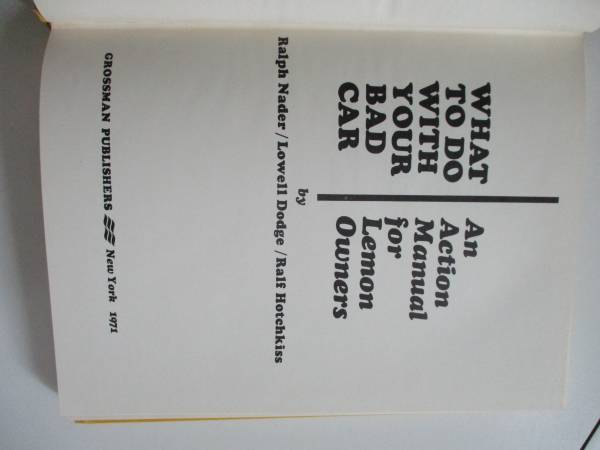 WHAT
TO DO
WITH
YOUR
BAD
CAR
An
Action
Manual
for
Lemon
Owners
by
Ralph Nader/Lowell Dodge/Ralf Hotchkiss
GROSSMAN PUBLISHERS New York 1971